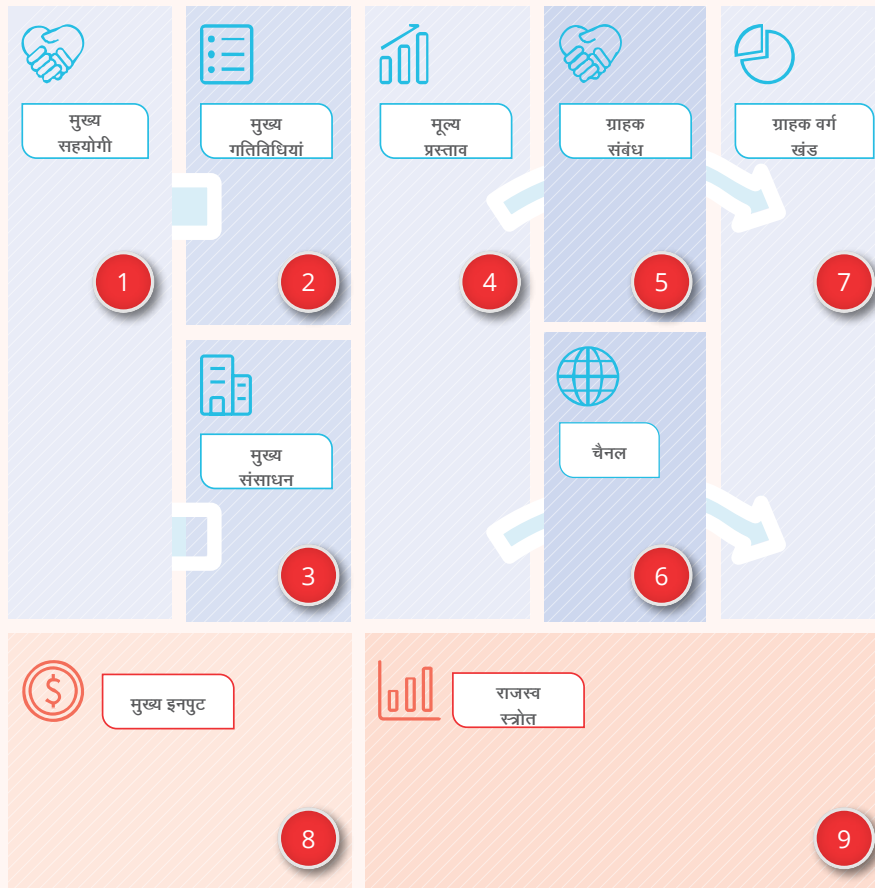 मुख्य
सहयोगी
1
मुख्य
गतिविधियां
2
मुख्य
संसाधन
3
मूल्य
प्रस्ताव
4
ग्राहक
संबंध
5
चैनल
6
ग्राहक वर्ग
खंड
7
$
मुख्य इनपुट
8
राजस्व
स्त्रोत
9